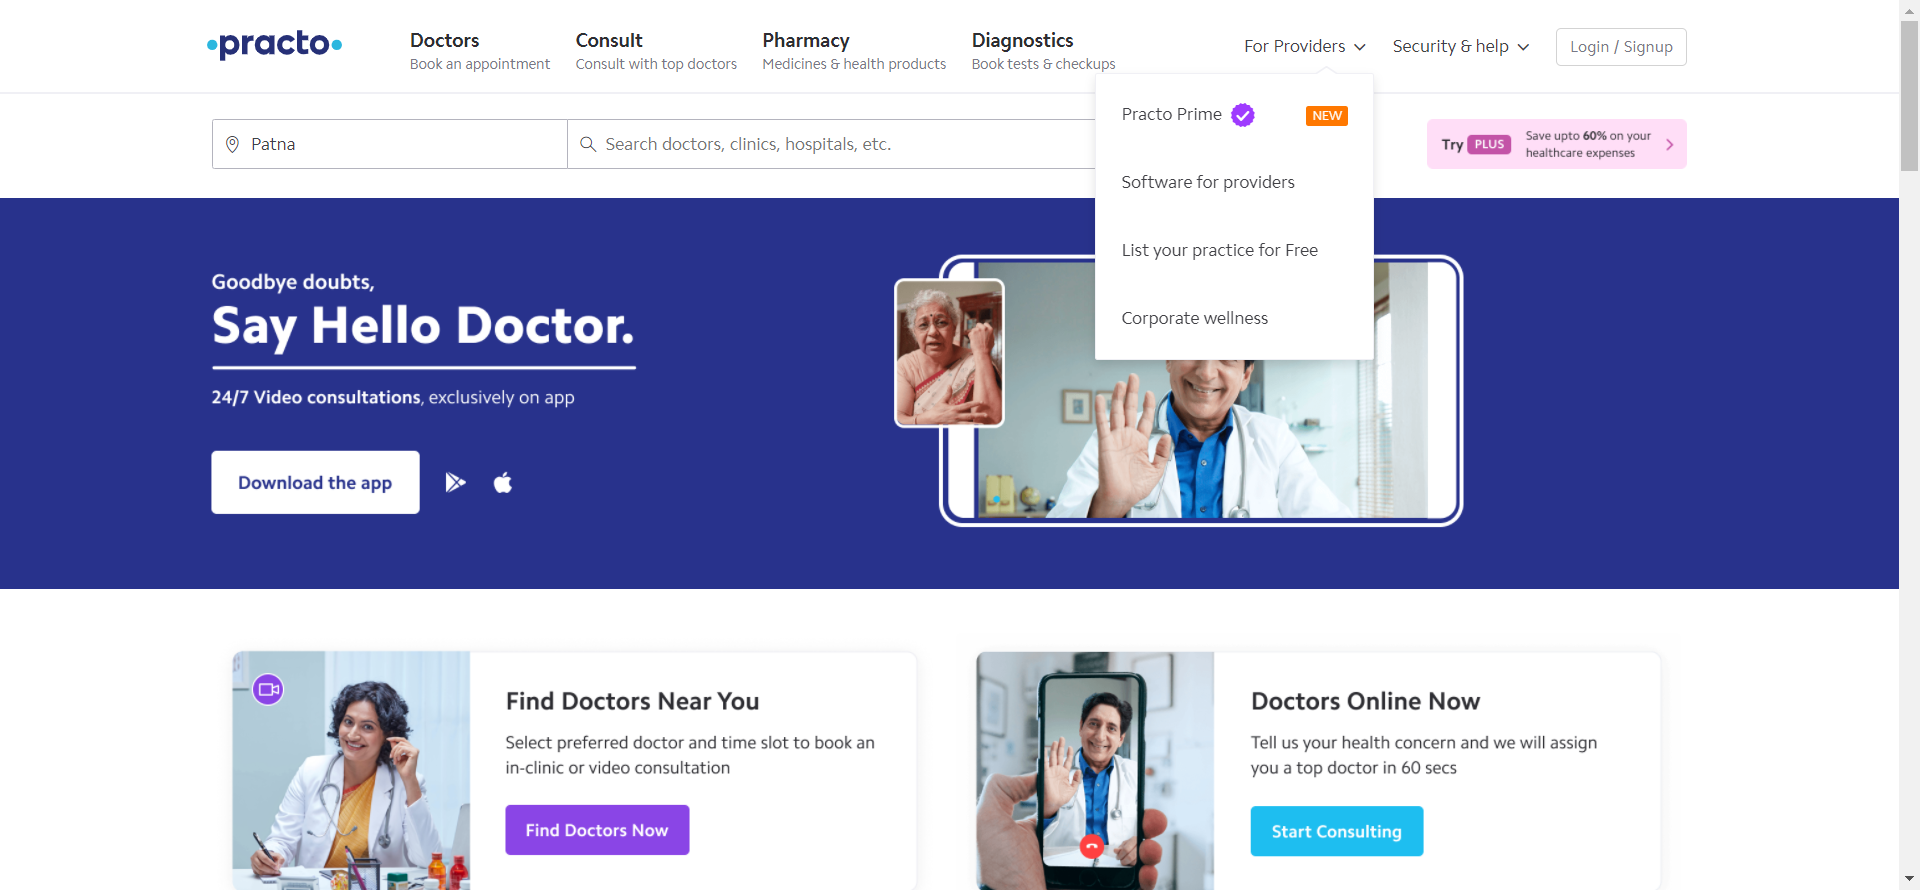 practo
Doctors
Book an appointment
Consult
Consult with top doctors
Pharmacy
Medicines & health products
Diagnostics
Book tests & checkups
For Providers
Security & help
Login / Signup
Practo Prime
NEW
Software for providers
List your practice for Free
Corporate wellness
Patna
Search doctors, clinics, hospitals, etc.
Try PLUS
Save upto 60% on your
healthcare expenses
Goodbye doubts,
Say Hello Doctor.
24/7 Video consultations, exclusively on app
Download the app
Find Doctors Near You
Select preferred doctor and time slot to book an
in-clinic or video consultation
Find Doctors Now
Doctors Online Now
Tell us your health concern and we will assign
you a top doctor in 60 secs
Start Consulting